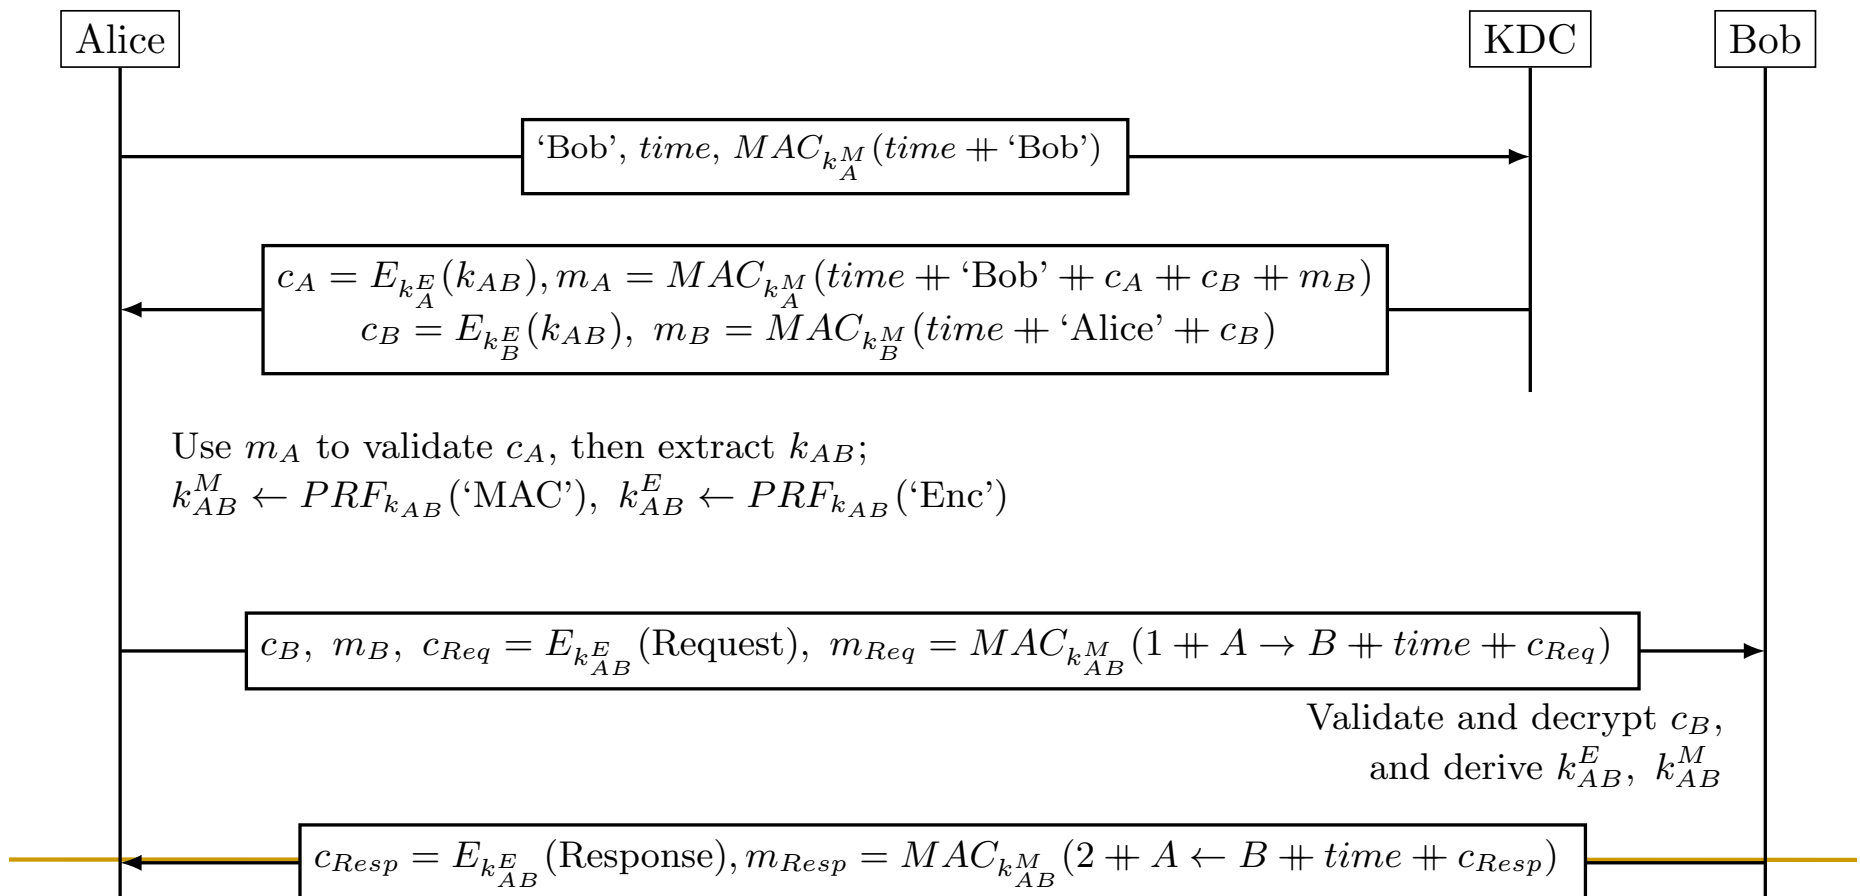 Alice KDC Bob
‘Bob’, time, MAC_{k_A^M}(time ⧺ ‘Bob’)
c_A = E_{k_A^E}(k_{AB}), m_A = MAC_{k_A^M}(time ⧺ ‘Bob’ ⧺ c_A ⧺ c_B ⧺ m_B)
c_B = E_{k_B^E}(k_{AB}), m_B = MAC_{k_B^M}(time ⧺ ‘Alice’ ⧺ c_B)
Use m_A to validate c_A, then extract k_{AB};
k_{AB}^M ← PRF_{k_{AB}}(‘MAC’), k_{AB}^E ← PRF_{k_{AB}}(‘Enc’)
c_B, m_B, c_{Req} = E_{k_{AB}^E}(Request), m_{Req} = MAC_{k_{AB}^M}(1 ⧺ A → B ⧺ time ⧺ c_{Req})
Validate and decrypt c_B,
and derive k_{AB}^E, k_{AB}^M
c_{Resp} = E_{k_{AB}^E}(Response), m_{Resp} = MAC_{k_{AB}^M}(2 ⧺ A ← B ⧺ time ⧺ c_{Resp})